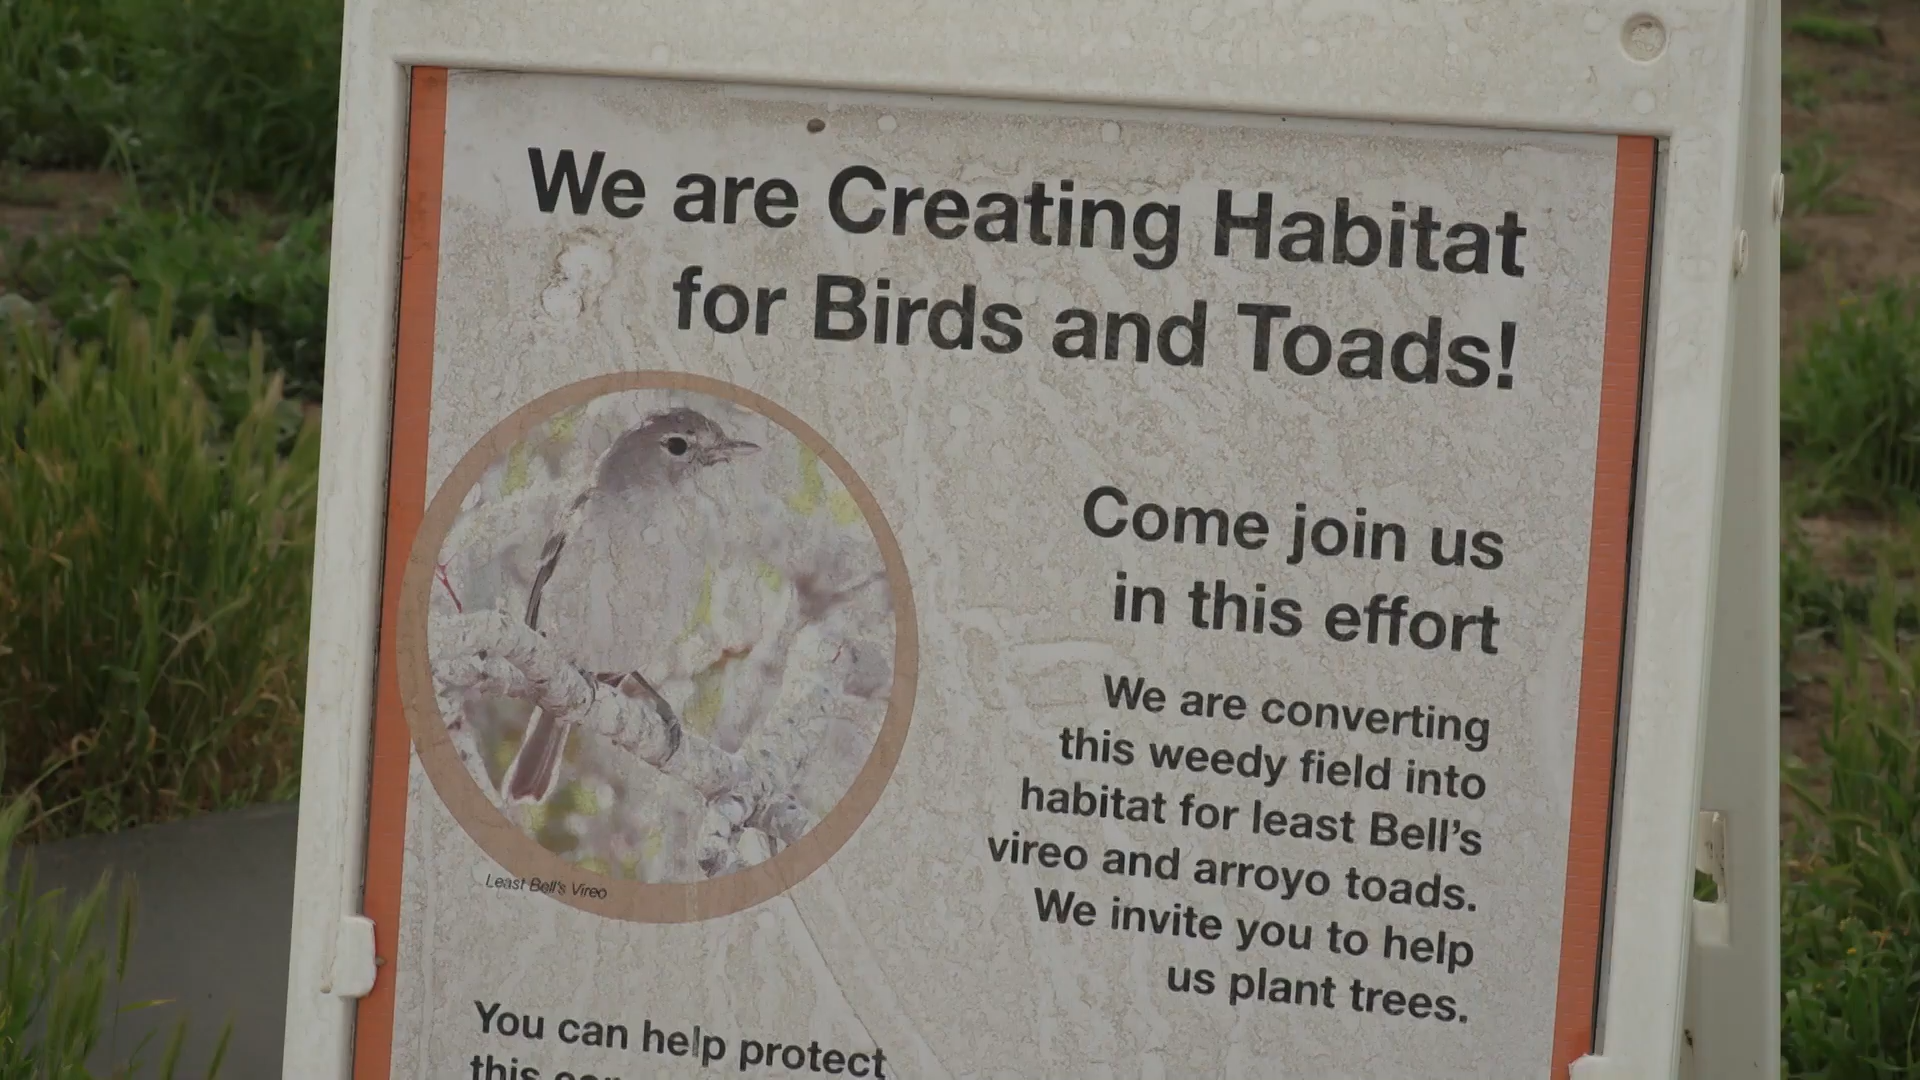 We are Creating Habitat
for Birds and Toads!
Come join us
in this effort
We are converting
this weedy field into
habitat for least Bell's
vireo and arroyo toads.
We invite you to help
us plant trees.
Least Bell's Vireo
You can help protect
this